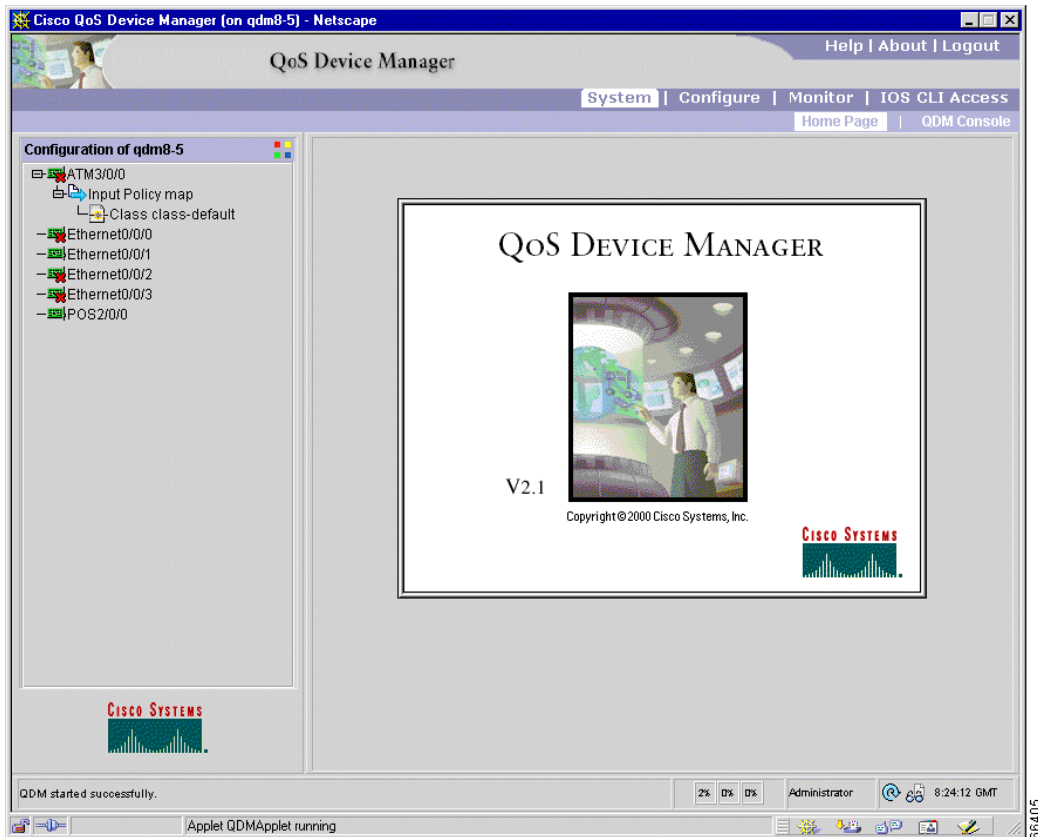 Cisco QoS Device Manager (on qdm8-5) - Netscape
QoS Device Manager
Help | About | Logout
System | Configure | Monitor | IOS CLI Access
Home Page | QDM Console
Configuration of qdm8-5
ATM3/0/0
Input Policy map
Class class-default
Ethernet0/0/0
Ethernet0/0/1
Ethernet0/0/2
Ethernet0/0/3
POS2/0/0
QoS Device Manager
V2.1
Copyright © 2000 Cisco Systems, Inc.
Cisco Systems
Cisco Systems
QDM started successfully.
2% 0% 0%
Administrator
8:24:12 GMT
Applet QDMApplet running
66405